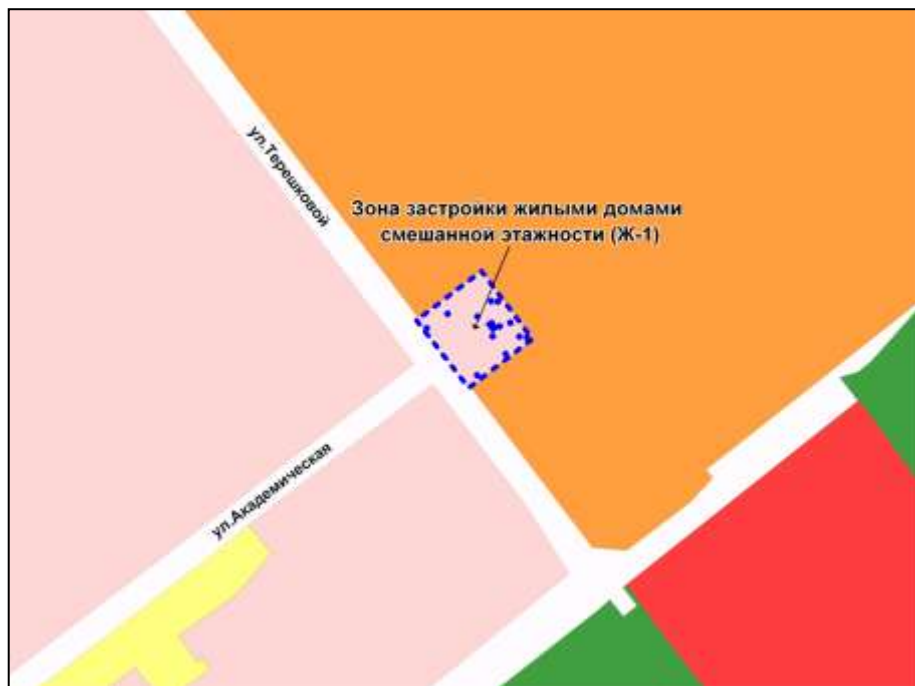 ул.Терешковой
Зона застройки жилыми домами
смешанной этажности (Ж-1)
ул.Академическая